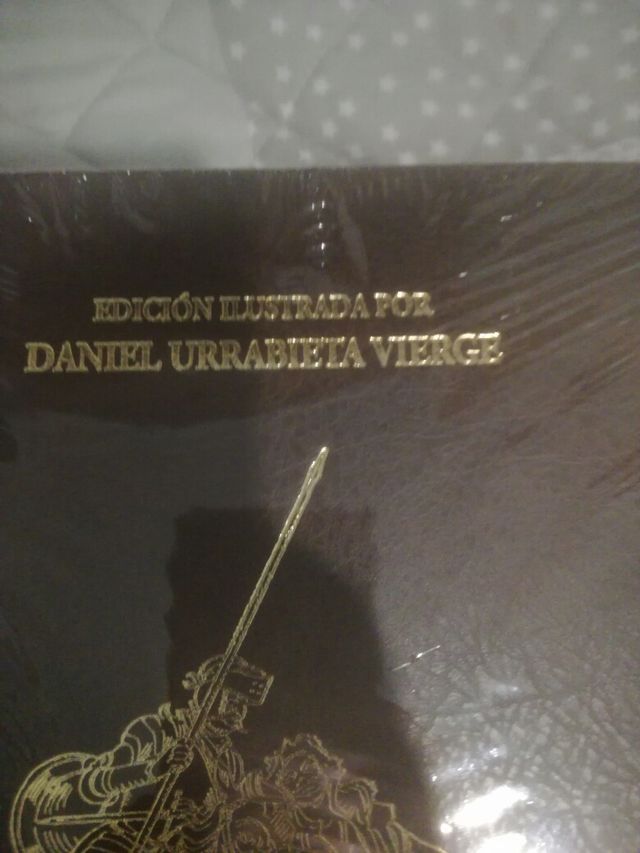 EDICIÓN ILUSTRADA POR
DANIEL URRABIETA VIERGE